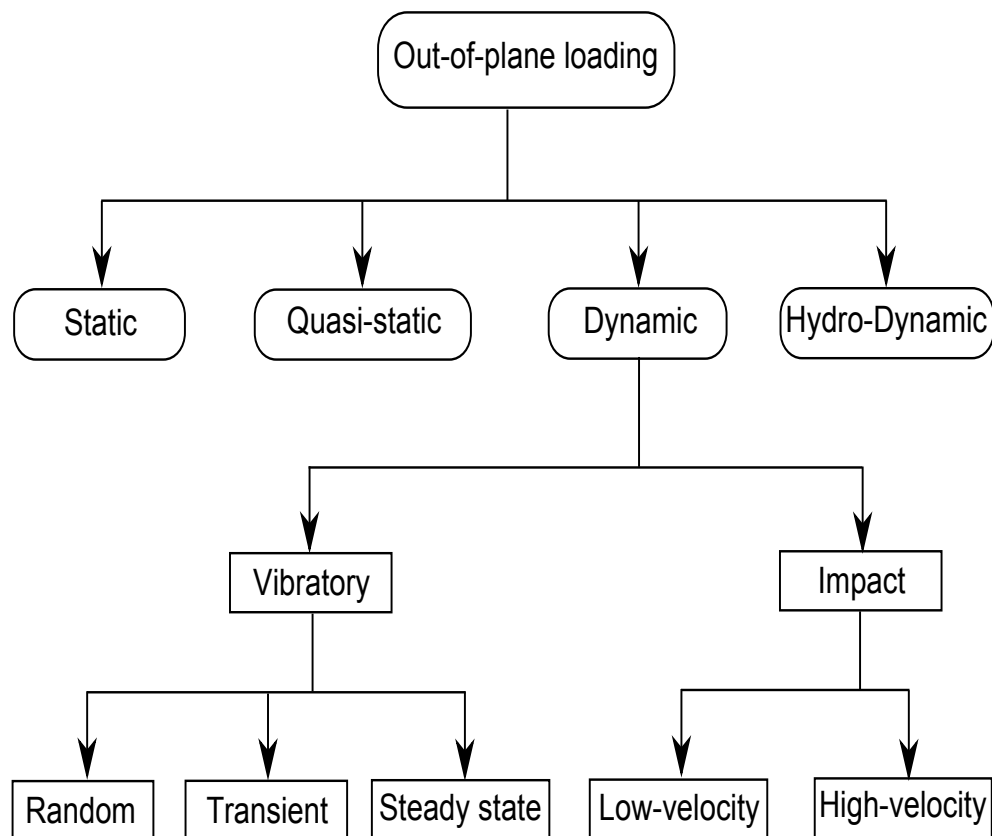 Out-of-plane loading
Static
Quasi-static
Dynamic
Hydro-Dynamic
Vibratory
Impact
Random
Transient
Steady state
Low-velocity
High-velocity